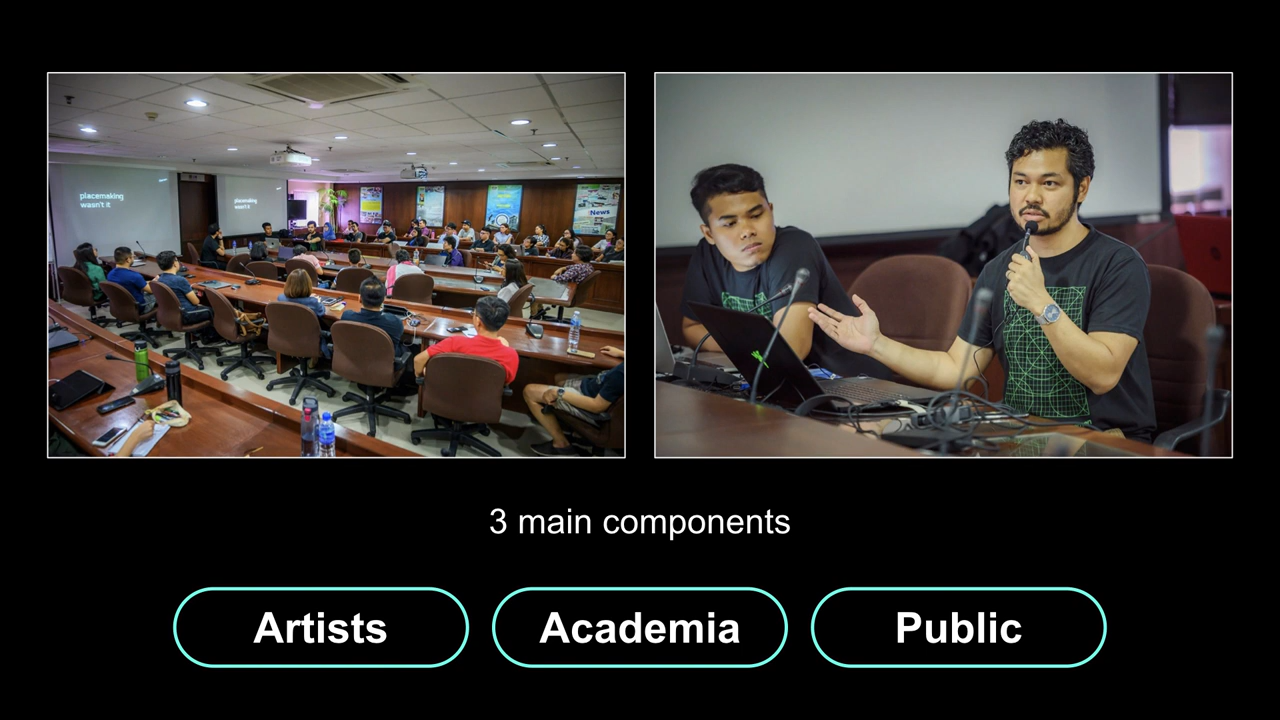 placemaking
wasn't it
placemaking
wasn't it
News
3 main components
Artists
Academia
Public